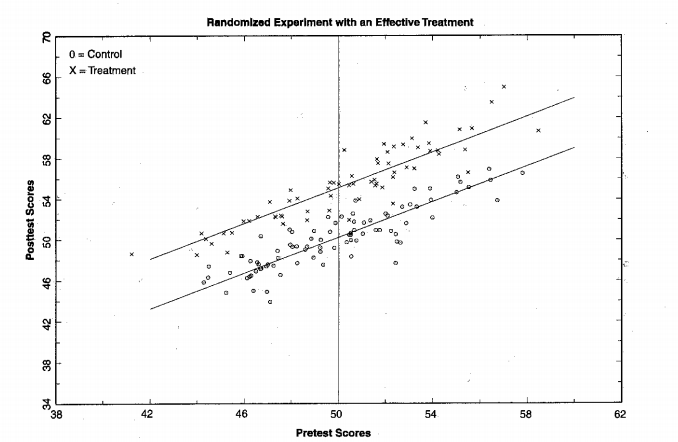 Randomized Experiment with an Effective Treatment
70
0 = Control
X = Treatment
66
62
58
54
50
46
42
38
34
Posttest Scores
38 42 46 50 54 58 62
Pretest Scores